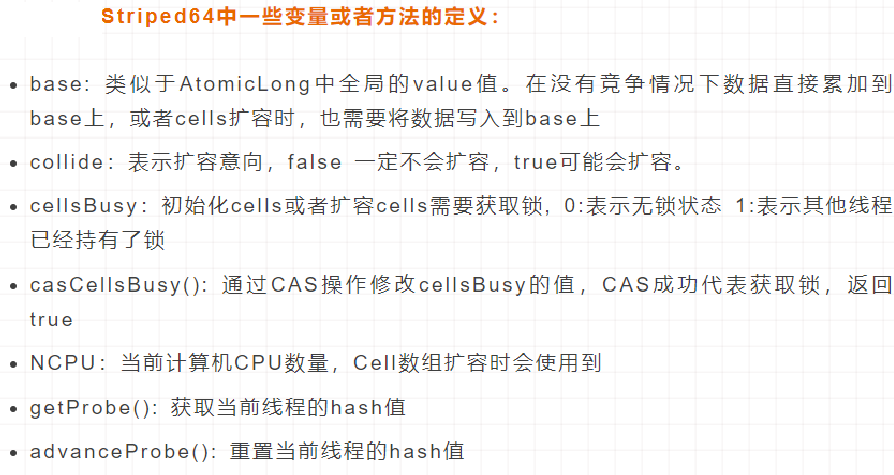 Striped64中一些变量或者方法的定义：
• base: 类似于AtomicLong中全局的value值。在没有竞争情况下数据直接累加到
base上，或者cells扩容时，也需要将数据写入到base上
• collide：表示扩容意向，false 一定不会扩容，true可能会扩容。
• cellsBusy：初始化cells或者扩容cells需要获取锁, 0:表示无锁状态 1:表示其他线程
已经持有了锁
• casCellsBusy(): 通过CAS操作修改cellsBusy的值，CAS成功代表获取锁，返回
true
• NCPU：当前计算机CPU数量，Cell数组扩容时会使用到
• getProbe(): 获取当前线程的hash值
• advanceProbe(): 重置当前线程的hash值